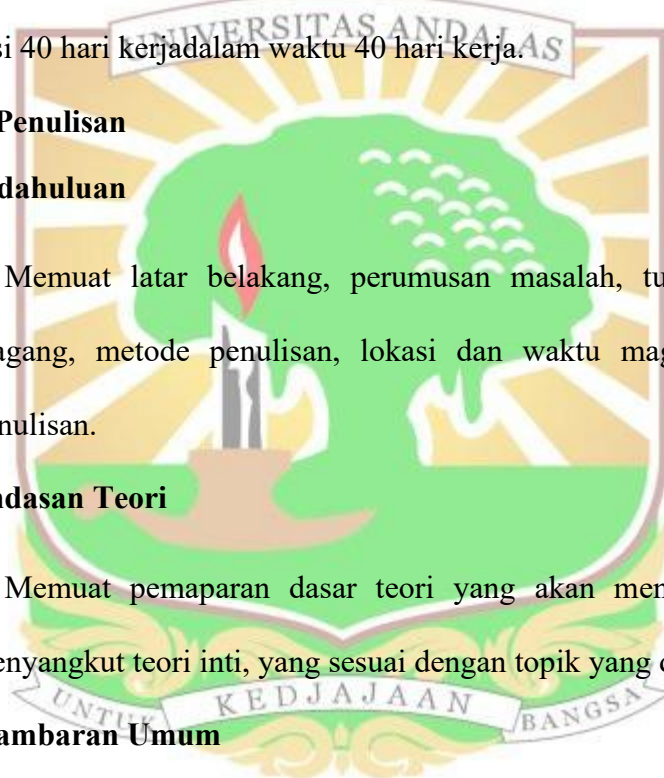 UNIVERSITAS ANDALAS
si 40 hari kerjadalam waktu 40 hari kerja.
Penulisan
dahuluan
Memuat latar belakang, perumusan masalah, tu
agang, metode penulisan, lokasi dan waktu mag
nulisan.
ndasan Teori
Memuat pemaparan dasar teori yang akan men
enyangkut teori inti, yang sesuai dengan topik yang d
UNTUK KEDJAJAAN BANGSA
ambaran Umum